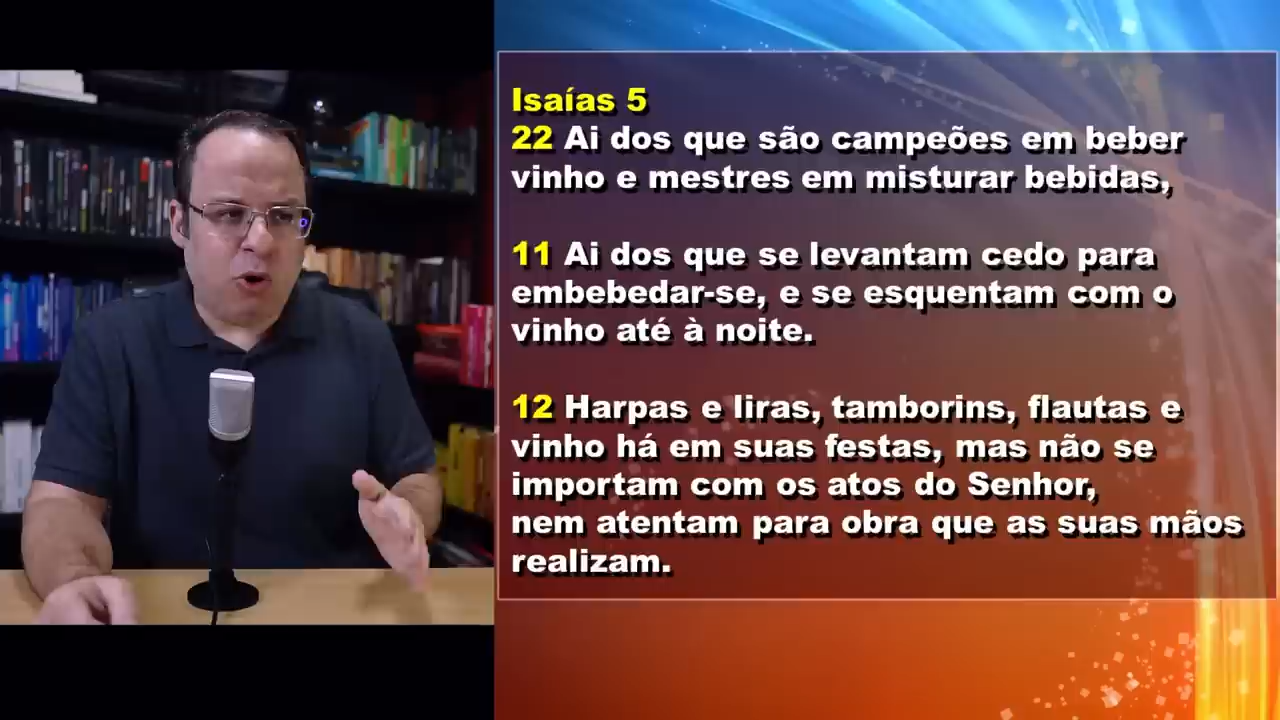 Isaías 5
22 Ai dos que são campeões em beber
vinho e mestres em misturar bebidas,
11 Ai dos que se levantam cedo para
embebedar-se, e se esquentam com o
vinho até à noite.
12 Harpas e liras, tamborins, flautas e
vinho há em suas festas, mas não se
importam com os atos do Senhor,
nem atentam para obra que as suas mãos
realizam.